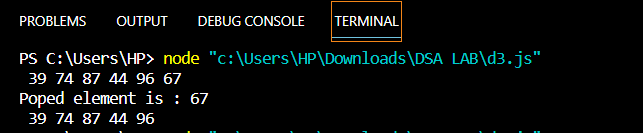 PROBLEMS OUTPUT DEBUG CONSOLE TERMINAL
PS C:\Users\HP> node "c:\Users\HP\Downloads\DSA LAB\d3.js"
39 74 87 44 96 67
Poped element is : 67
39 74 87 44 96